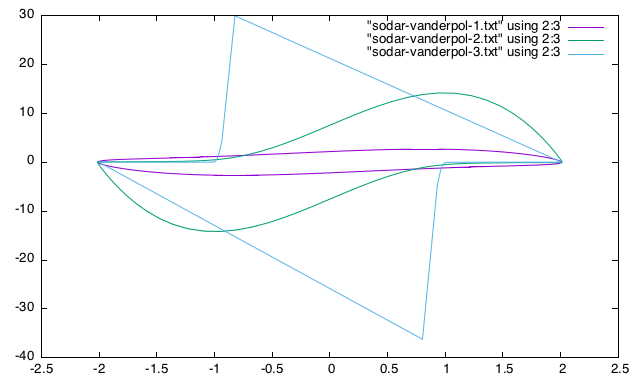 30
"sodar-vanderpol-1.txt" using 2:3
"sodar-vanderpol-2.txt" using 2:3
"sodar-vanderpol-3.txt" using 2:3
20
10
0
-10
-20
-30
-40
-2.5 -2 -1.5 -1 -0.5 0 0.5 1 1.5 2 2.5